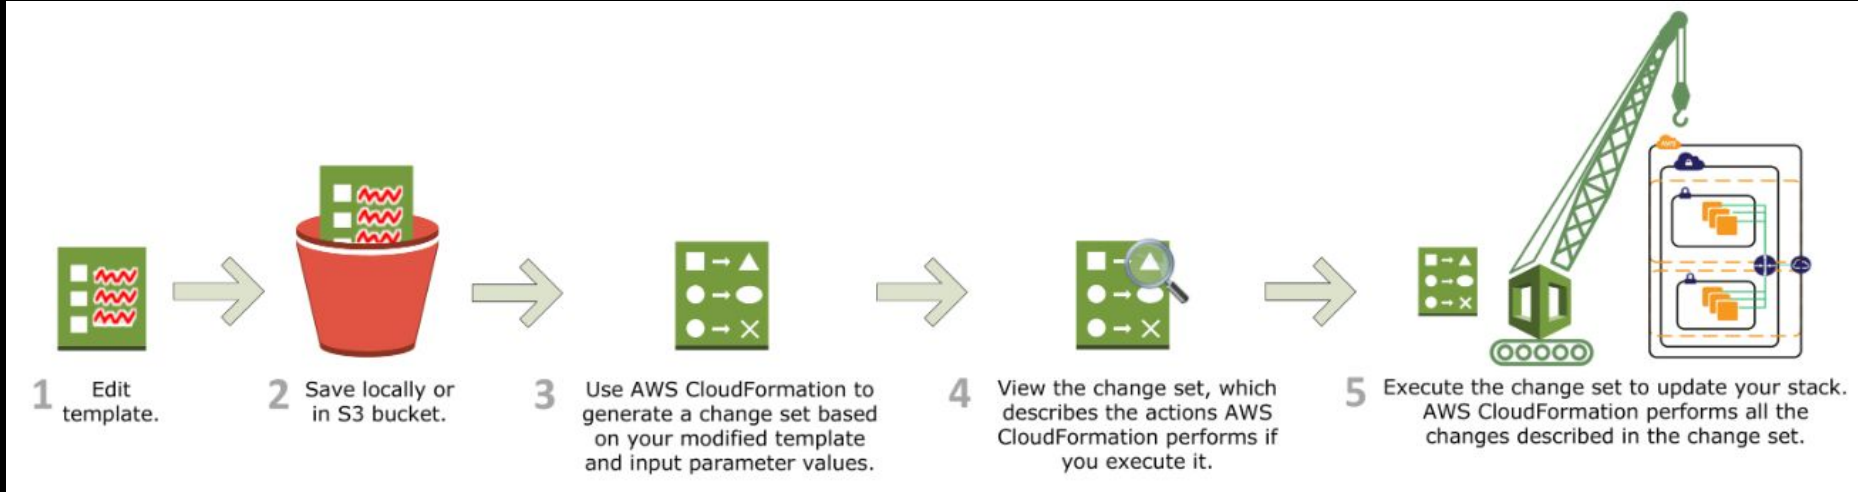 1
Edit
template.
2
Save locally or
in S3 bucket.
3
Use AWS CloudFormation to
generate a change set based
on your modified template
and input parameter values.
4
View the change set, which
describes the actions AWS
CloudFormation performs if
you execute it.
5
Execute the change set to update your stack.
AWS CloudFormation performs all the
changes described in the change set.